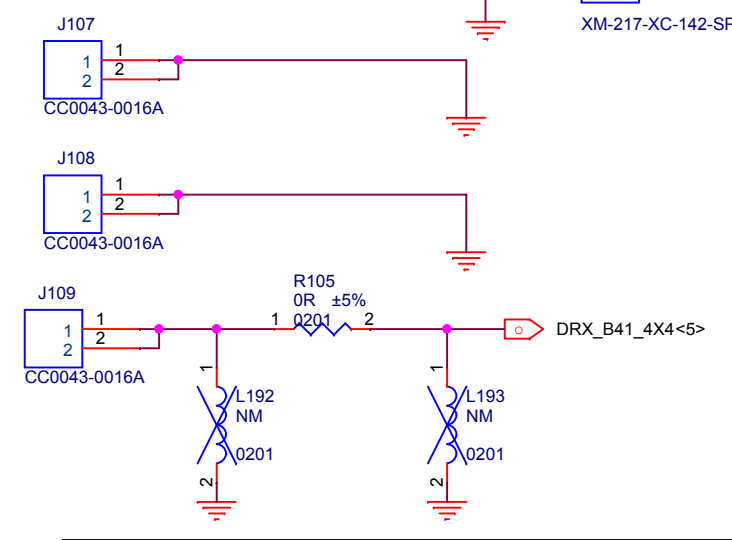 XM-217-XC-142-SP
J107
1
1
2
2
CC0043-0016A
J108
1
1
2
2
CC0043-0016A
J109
1
1
2
2
CC0043-0016A
R105
0R ±5%
1 0201 2
DRX_B41_4X4<5>
1
L192
NM
0201
2
1
L193
NM
0201
2